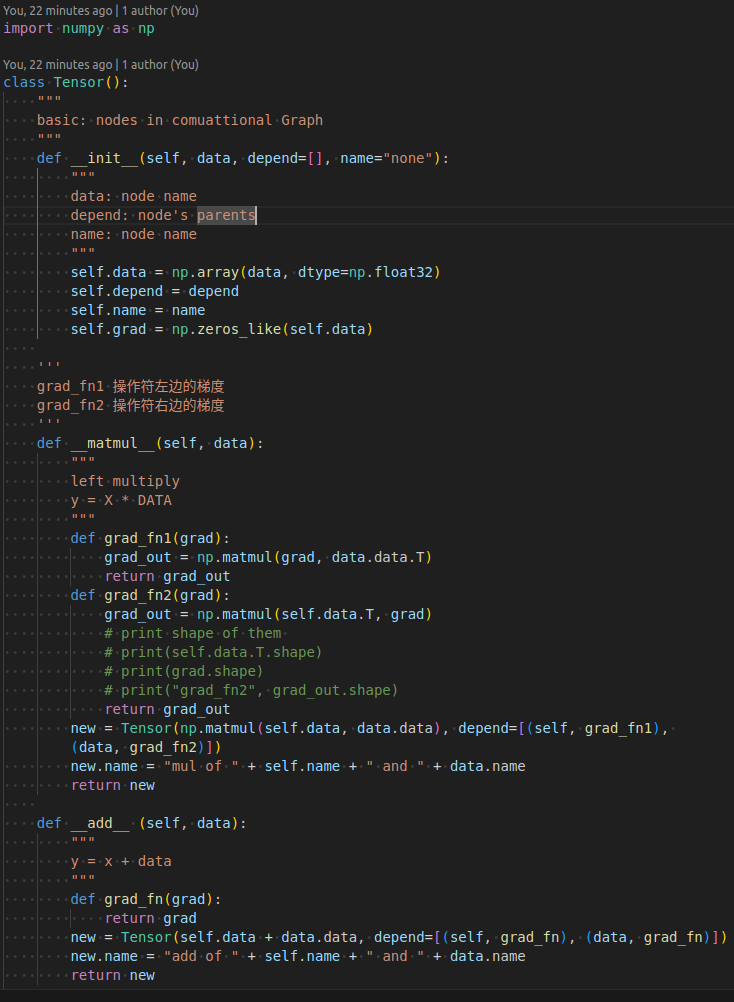 You, 22 minutes ago | 1 author (You)
import numpy as np
You, 22 minutes ago | 1 author (You)
class Tensor():
"""
basic: nodes in comuattional Graph
"""
def __init__(self, data, depend=[], name="none"):
"""
data: node name
depend: node's parents
name: node name
"""
self.data = np.array(data, dtype=np.float32)
self.depend = depend
self.name = name
self.grad = np.zeros_like(self.data)
'''
grad_fn1 操作符左边的梯度
grad_fn2 操作符右边的梯度
'''
def __matmul__(self, data):
"""
left multiply
y = X * DATA
"""
def grad_fn1(grad):
grad_out = np.matmul(grad, data.data.T)
return grad_out
def grad_fn2(grad):
grad_out = np.matmul(self.data.T, grad)
# print shape of them
# print(self.data.T.shape)
# print(grad.shape)
# print("grad_fn2", grad_out.shape)
return grad_out
new = Tensor(np.matmul(self.data, data.data), depend=[(self, grad_fn1),
(data, grad_fn2)])
new.name = "mul of " + self.name + " and " + data.name
return new
def __add__ (self, data):
"""
y = x + data
"""
def grad_fn(grad):
return grad
new = Tensor(self.data + data.data, depend=[(self, grad_fn), (data, grad_fn)])
new.name = "add of " + self.name + " and " + data.name
return new